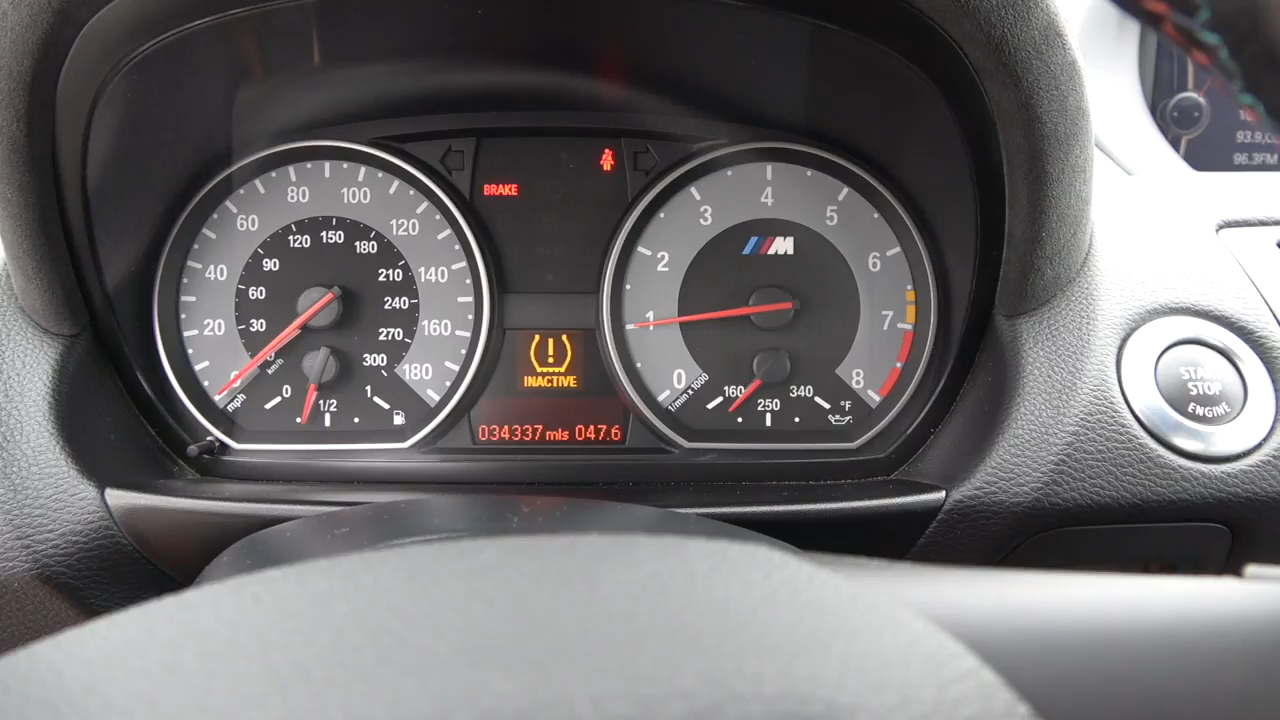 BRAKE
80 100
60 120
40 140
20 160
0 180
mph
120 150 180
90 210
60 240
30 270
0 300
km/h
0 1/2 1
INACTIVE
034337 mls 047.6
4
3 5
2 6
1 7
0 8
M
1/min x 1000
160 250 340 °F
START
STOP
ENGINE
93.9,
96.3FM